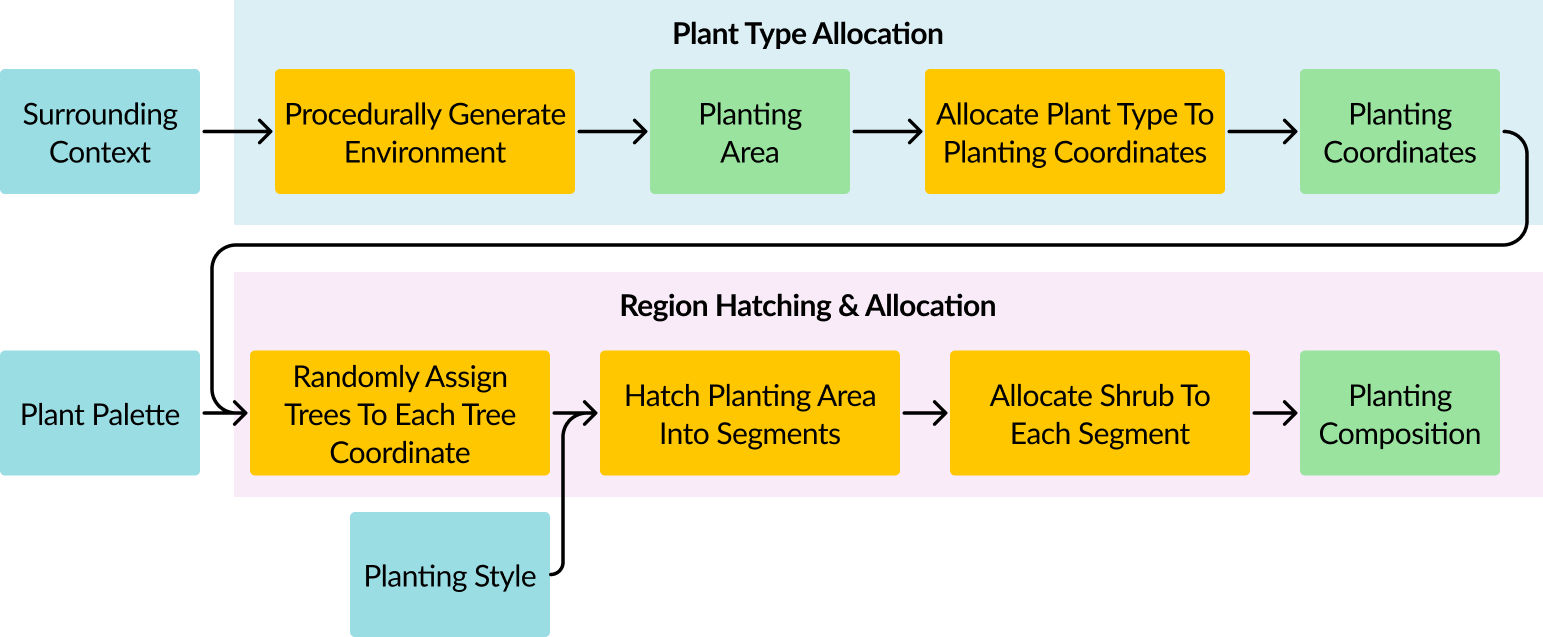 Plant Type Allocation
Surrounding
Context
Procedurally Generate
Environment
Planting
Area
Allocate Plant Type To
Planting Coordinates
Planting
Coordinates
Region Hatching & Allocation
Plant Palette
Randomly Assign
Trees To Each Tree
Coordinate
Hatch Planting Area
Into Segments
Allocate Shrub To
Each Segment
Planting
Composition
Planting Style